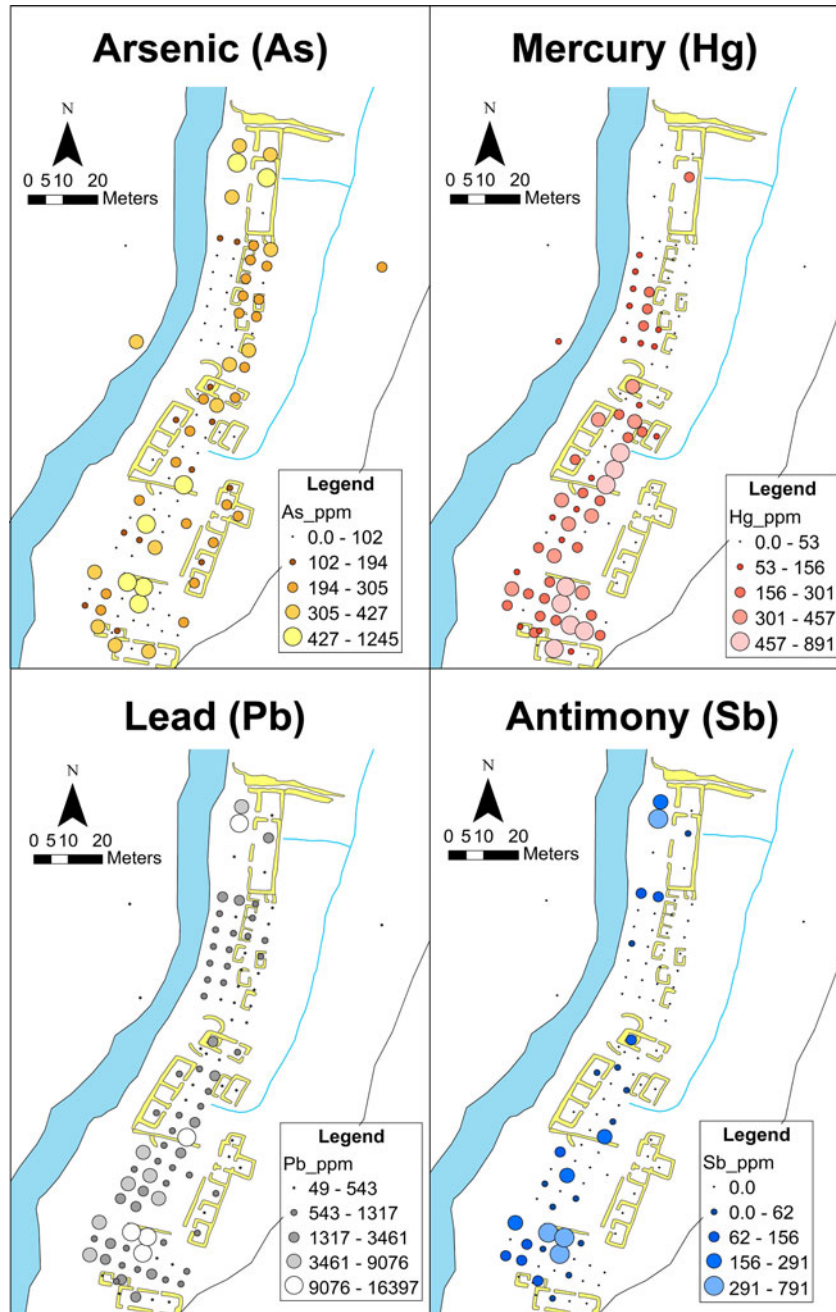 Arsenic (As)
N
0 5 10 20
Meters
Legend
As_ppm
0.0 - 102
102 - 194
194 - 305
305 - 427
427 - 1245
Mercury (Hg)
N
0 5 10 20
Meters
Legend
Hg_ppm
0.0 - 53
53 - 156
156 - 301
301 - 457
457 - 891
Lead (Pb)
N
0 5 10 20
Meters
Legend
Pb_ppm
49 - 543
543 - 1317
1317 - 3461
3461 - 9076
9076 - 16397
Antimony (Sb)
N
0 5 10 20
Meters
Legend
Sb_ppm
0.0
0.0 - 62
62 - 156
156 - 291
291 - 791